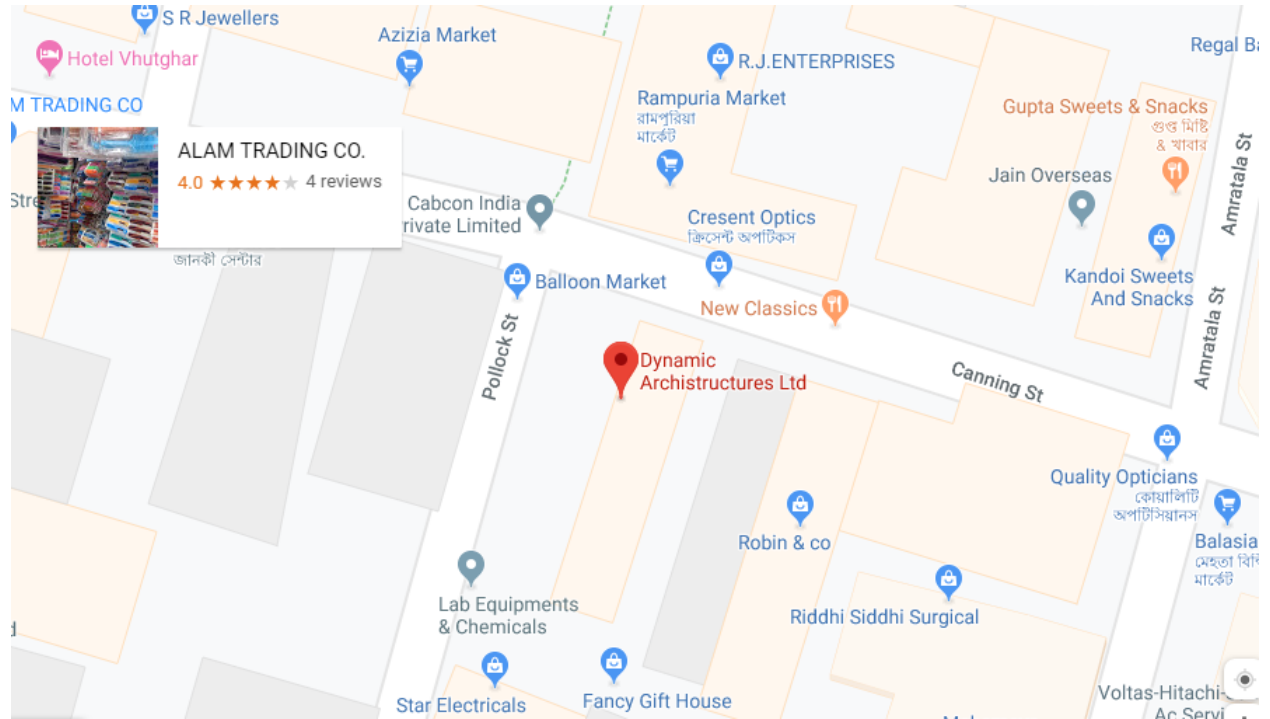 S R Jewellers
Hotel Vhutghar
Azizia Market
R.J.ENTERPRISES
Regal
M TRADING CO
Rampuria Market
রামপুরিয়া
মার্কেট
Gupta Sweets & Snacks
গুপ্ত মিষ্টি
& খাবার
ALAM TRADING CO.
4.0 4 reviews
Jain Overseas
Amratala St
Cabcon India
rivate Limited
Cresent Optics
ক্রিসেন্ট অপটিকস
জানকী সেন্টার
Balloon Market
Kandoi Sweets
And Snacks
New Classics
Pollock St
Amratala St
Dynamic
Archistructures Ltd
Canning St
Quality Opticians
কোয়ালিটি
অপটিসিয়ানস
Robin & co
Balasia
মেহতা
মার্কেট
Lab Equipments
& Chemicals
Riddhi Siddhi Surgical
Star Electricals
Fancy Gift House
Voltas-Hitachi-
Ac Servi